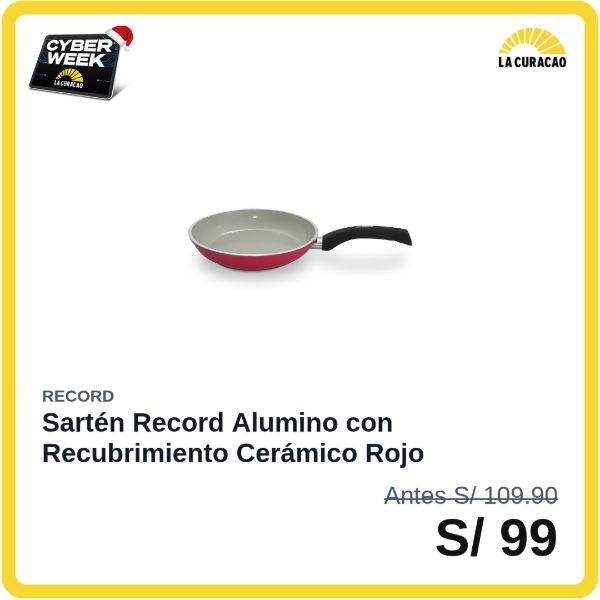 CYBER
WEEK
LA CURACAO
LA CURACAO
RECORD
Sartén Record Alumino con
Recubrimiento Cerámico Rojo
Antes S/ 109.90
S/ 99